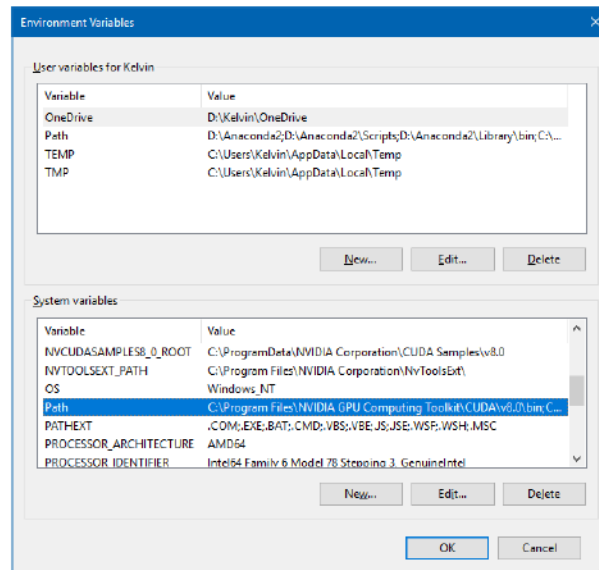 Environment Variables
User variables for Kelvin
Variable Value
OneDrive D:\Kelvin\OneDrive
Path D:\Anaconda2;D:\Anaconda2\Scripts;D:\Anaconda2\Library\bin;C:\...
TEMP C:\Users\Kelvin\AppData\Local\Temp
TMP C:\Users\Kelvin\AppData\Local\Temp
New... Edit... Delete
System variables
Variable Value
NVCUDASAMPLES8_0_ROOT C:\ProgramData\NVIDIA Corporation\CUDA Samples\v8.0
NVTOOLSEXT_PATH C:\Program Files\NVIDIA Corporation\NvToolsExt\
OS Windows_NT
Path C:\Program Files\NVIDIA GPU Computing Toolkit\CUDA\v8.0\bin;C...
PATHEXT .COM;.EXE;.BAT;.CMD;.VBS;.VBE;.JS;.JSE;.WSF;.WSH;.MSC
PROCESSOR_ARCHITECTURE AMD64
PROCESSOR_IDENTIFIER Intel64 Family 6 Model 78 Stepping 3, GenuineIntel
New... Edit... Delete
OK Cancel